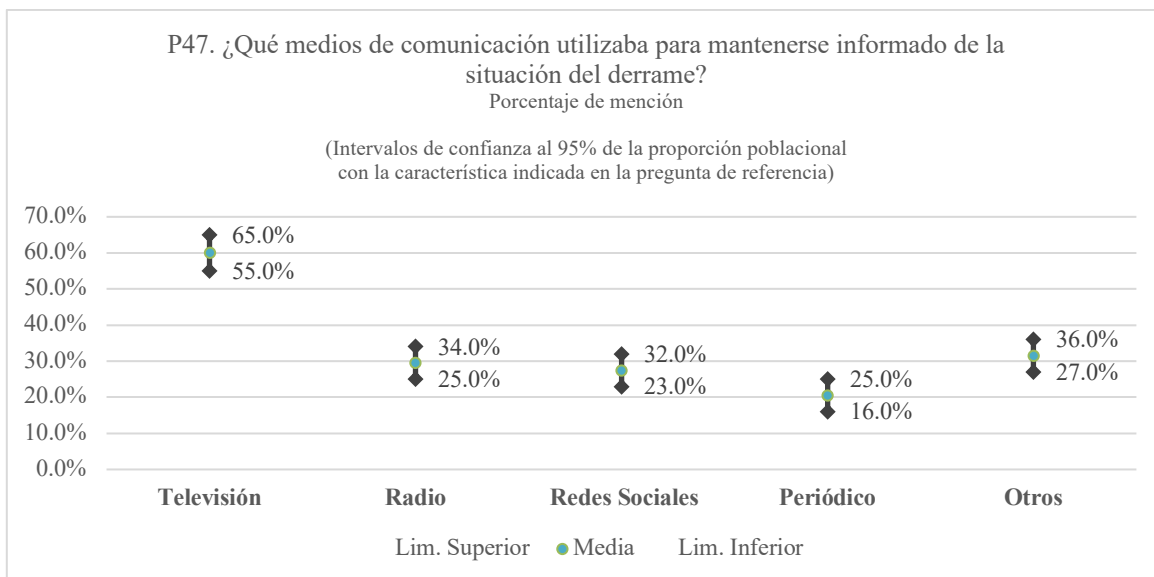 P47. ¿Qué medios de comunicación utilizaba para mantenerse informado de la
situación del derrame?
Porcentaje de mención
(Intervalos de confianza al 95% de la proporción poblacional
con la característica indicada en la pregunta de referencia)
70.0%
60.0%
50.0%
40.0%
30.0%
20.0%
10.0%
0.0%
65.0%
55.0%
34.0%
25.0%
32.0%
23.0%
25.0%
16.0%
36.0%
27.0%
Televisión Radio Redes Sociales Periódico Otros
Lim. Superior Media Lim. Inferior